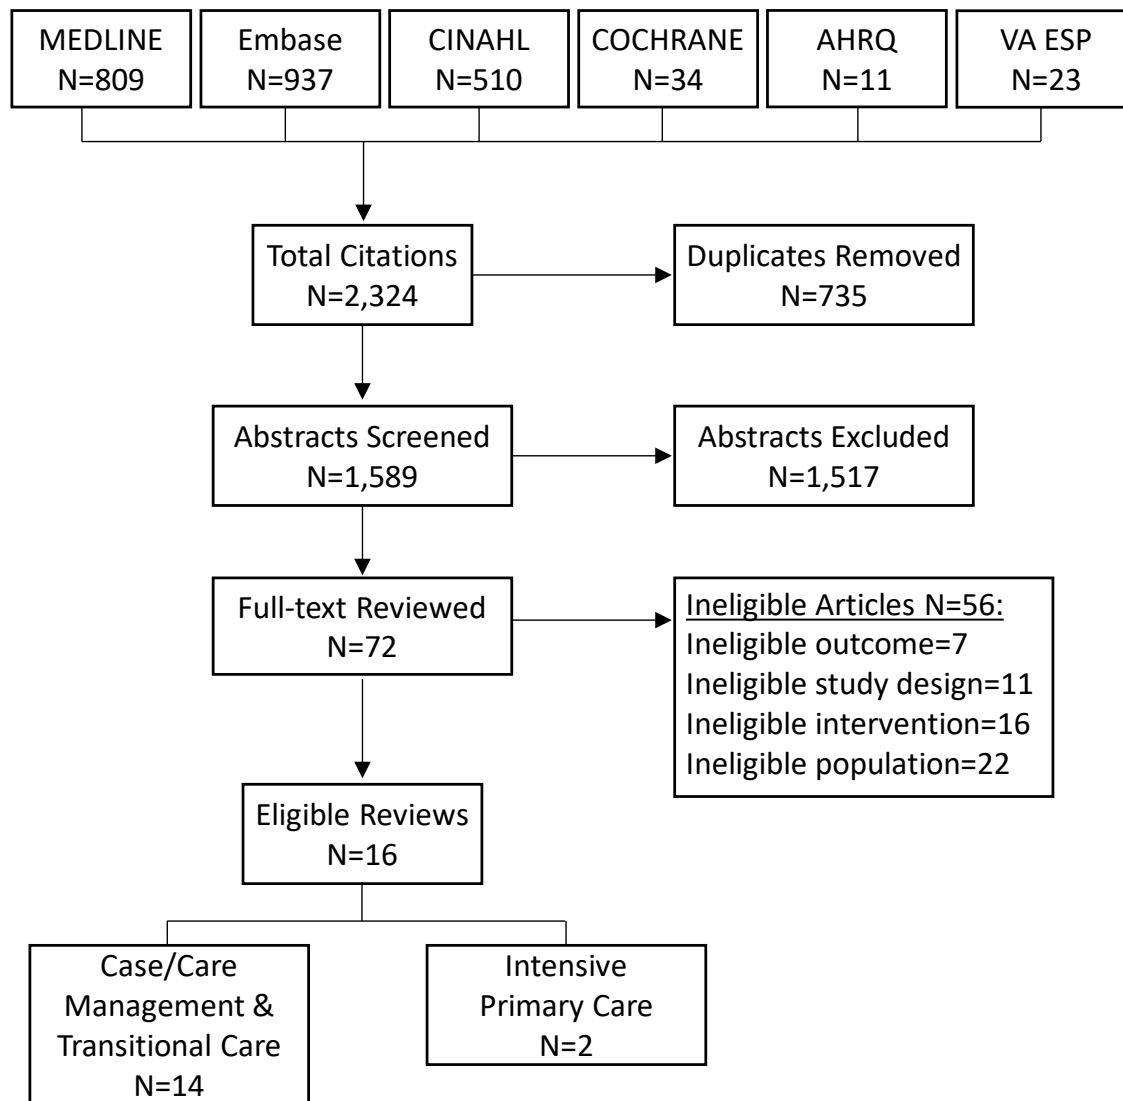 MEDLINE
N=809
Embase
N=937
CINAHL
N=510
COCHRANE
N=34
AHRQ
N=11
VA ESP
N=23
Total Citations
N=2,324
Duplicates Removed
N=735
Abstracts Screened
N=1,589
Abstracts Excluded
N=1,517
Full-text Reviewed
N=72
Ineligible Articles N=56:
Ineligible outcome=7
Ineligible study design=11
Ineligible intervention=16
Ineligible population=22
Eligible Reviews
N=16
Case/Care
Management &
Transitional Care
N=14
Intensive
Primary Care
N=2